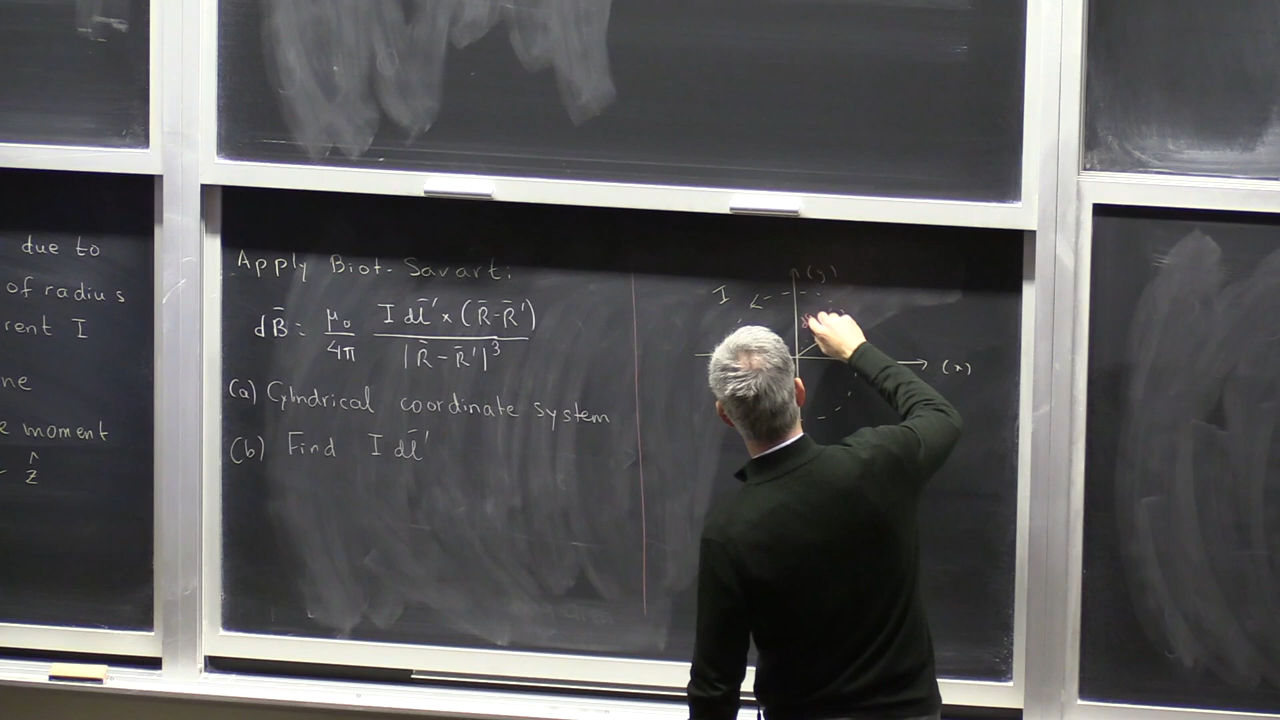 due to
of radius
rent I
ne
e moment
ẑ
Apply Biot-Savart:
dB̄ = μ₀/4π I dl̄' × (R̄-R̄') / |R̄-R̄'|³
(a) Cylindrical coordinate system
(b) Find I dl̄'
(y)
I
(x)